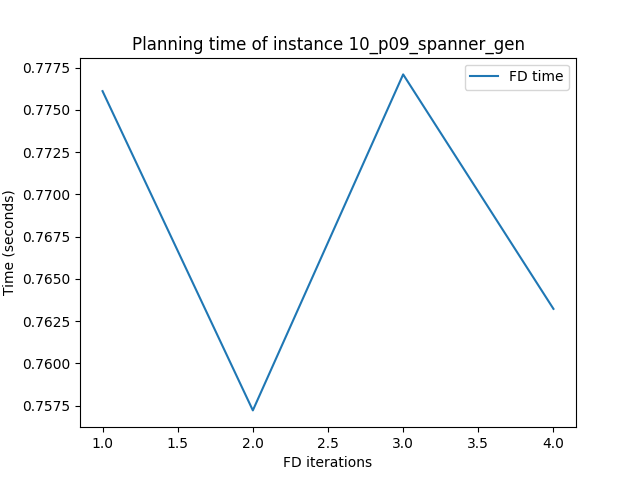 Planning time of instance 10_p09_spanner_gen
FD time
Time (seconds)
0.7775
0.7750
0.7725
0.7700
0.7675
0.7650
0.7625
0.7600
0.7575
1.0 1.5 2.0 2.5 3.0 3.5 4.0
FD iterations